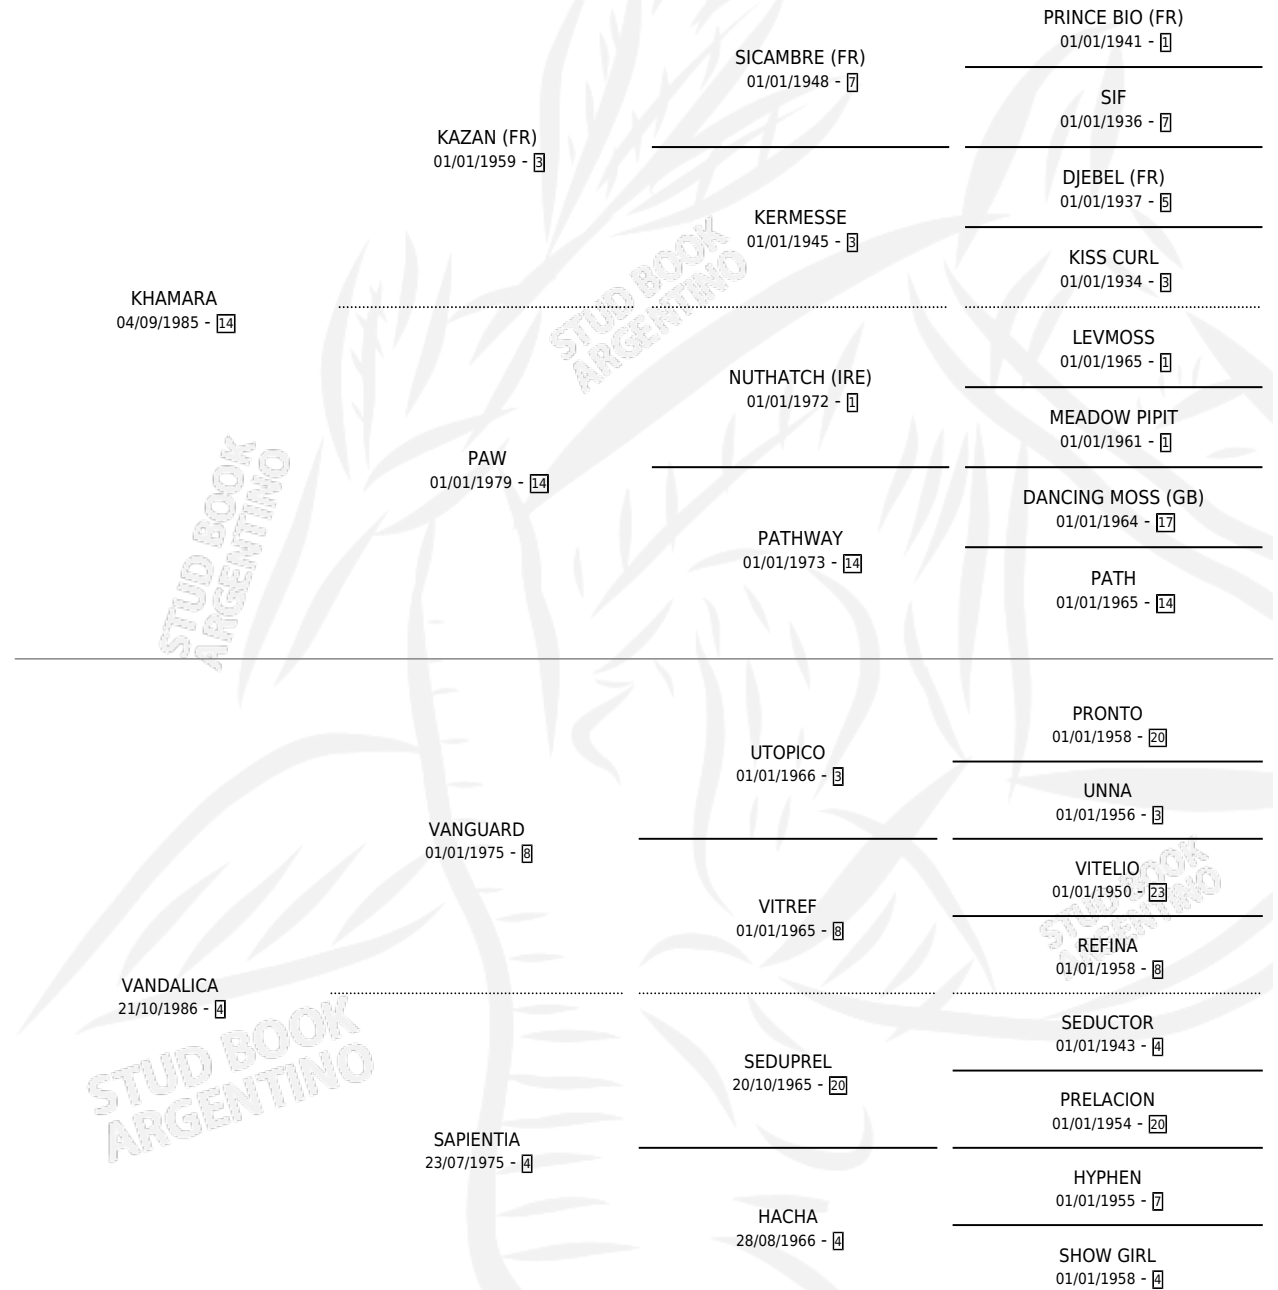 PRINCE BIO (FR)
01/01/1941 - 1
SICAMBRE (FR)
01/01/1948 - 7
SIF
01/01/1936 - 7
KAZAN (FR)
01/01/1959 - 3
DJEBEL (FR)
01/01/1937 - 5
KERMESSE
01/01/1945 - 3
KISS CURL
01/01/1934 - 3
KHAMARA
04/09/1985 - 14
LEVMOSS
01/01/1965 - 1
NUTHATCH (IRE)
01/01/1972 - 1
MEADOW PIPIT
01/01/1961 - 1
PAW
01/01/1979 - 14
DANCING MOSS (GB)
01/01/1964 - 17
PATHWAY
01/01/1973 - 14
PATH
01/01/1965 - 14
PRONTO
01/01/1958 - 20
UTOPICO
01/01/1966 - 3
UNNA
01/01/1956 - 3
VANGUARD
01/01/1975 - 8
VITELIO
01/01/1950 - 23
VITREF
01/01/1965 - 8
REFINA
01/01/1958 - 8
VANDALICA
21/10/1986 - 4
SEDUCTOR
01/01/1943 - 4
SEDUPREL
20/10/1965 - 20
PRELACION
01/01/1954 - 20
SAPIENTIA
23/07/1975 - 4
HYPHEN
01/01/1955 - 7
HACHA
28/08/1966 - 4
SHOW GIRL
01/01/1958 - 4
STUD BOOK
ARGENTINO
STUD BOOK
ARGENTINO
STUD BOOK
ARGENTINO
STUD BOOK
ARGENTINO